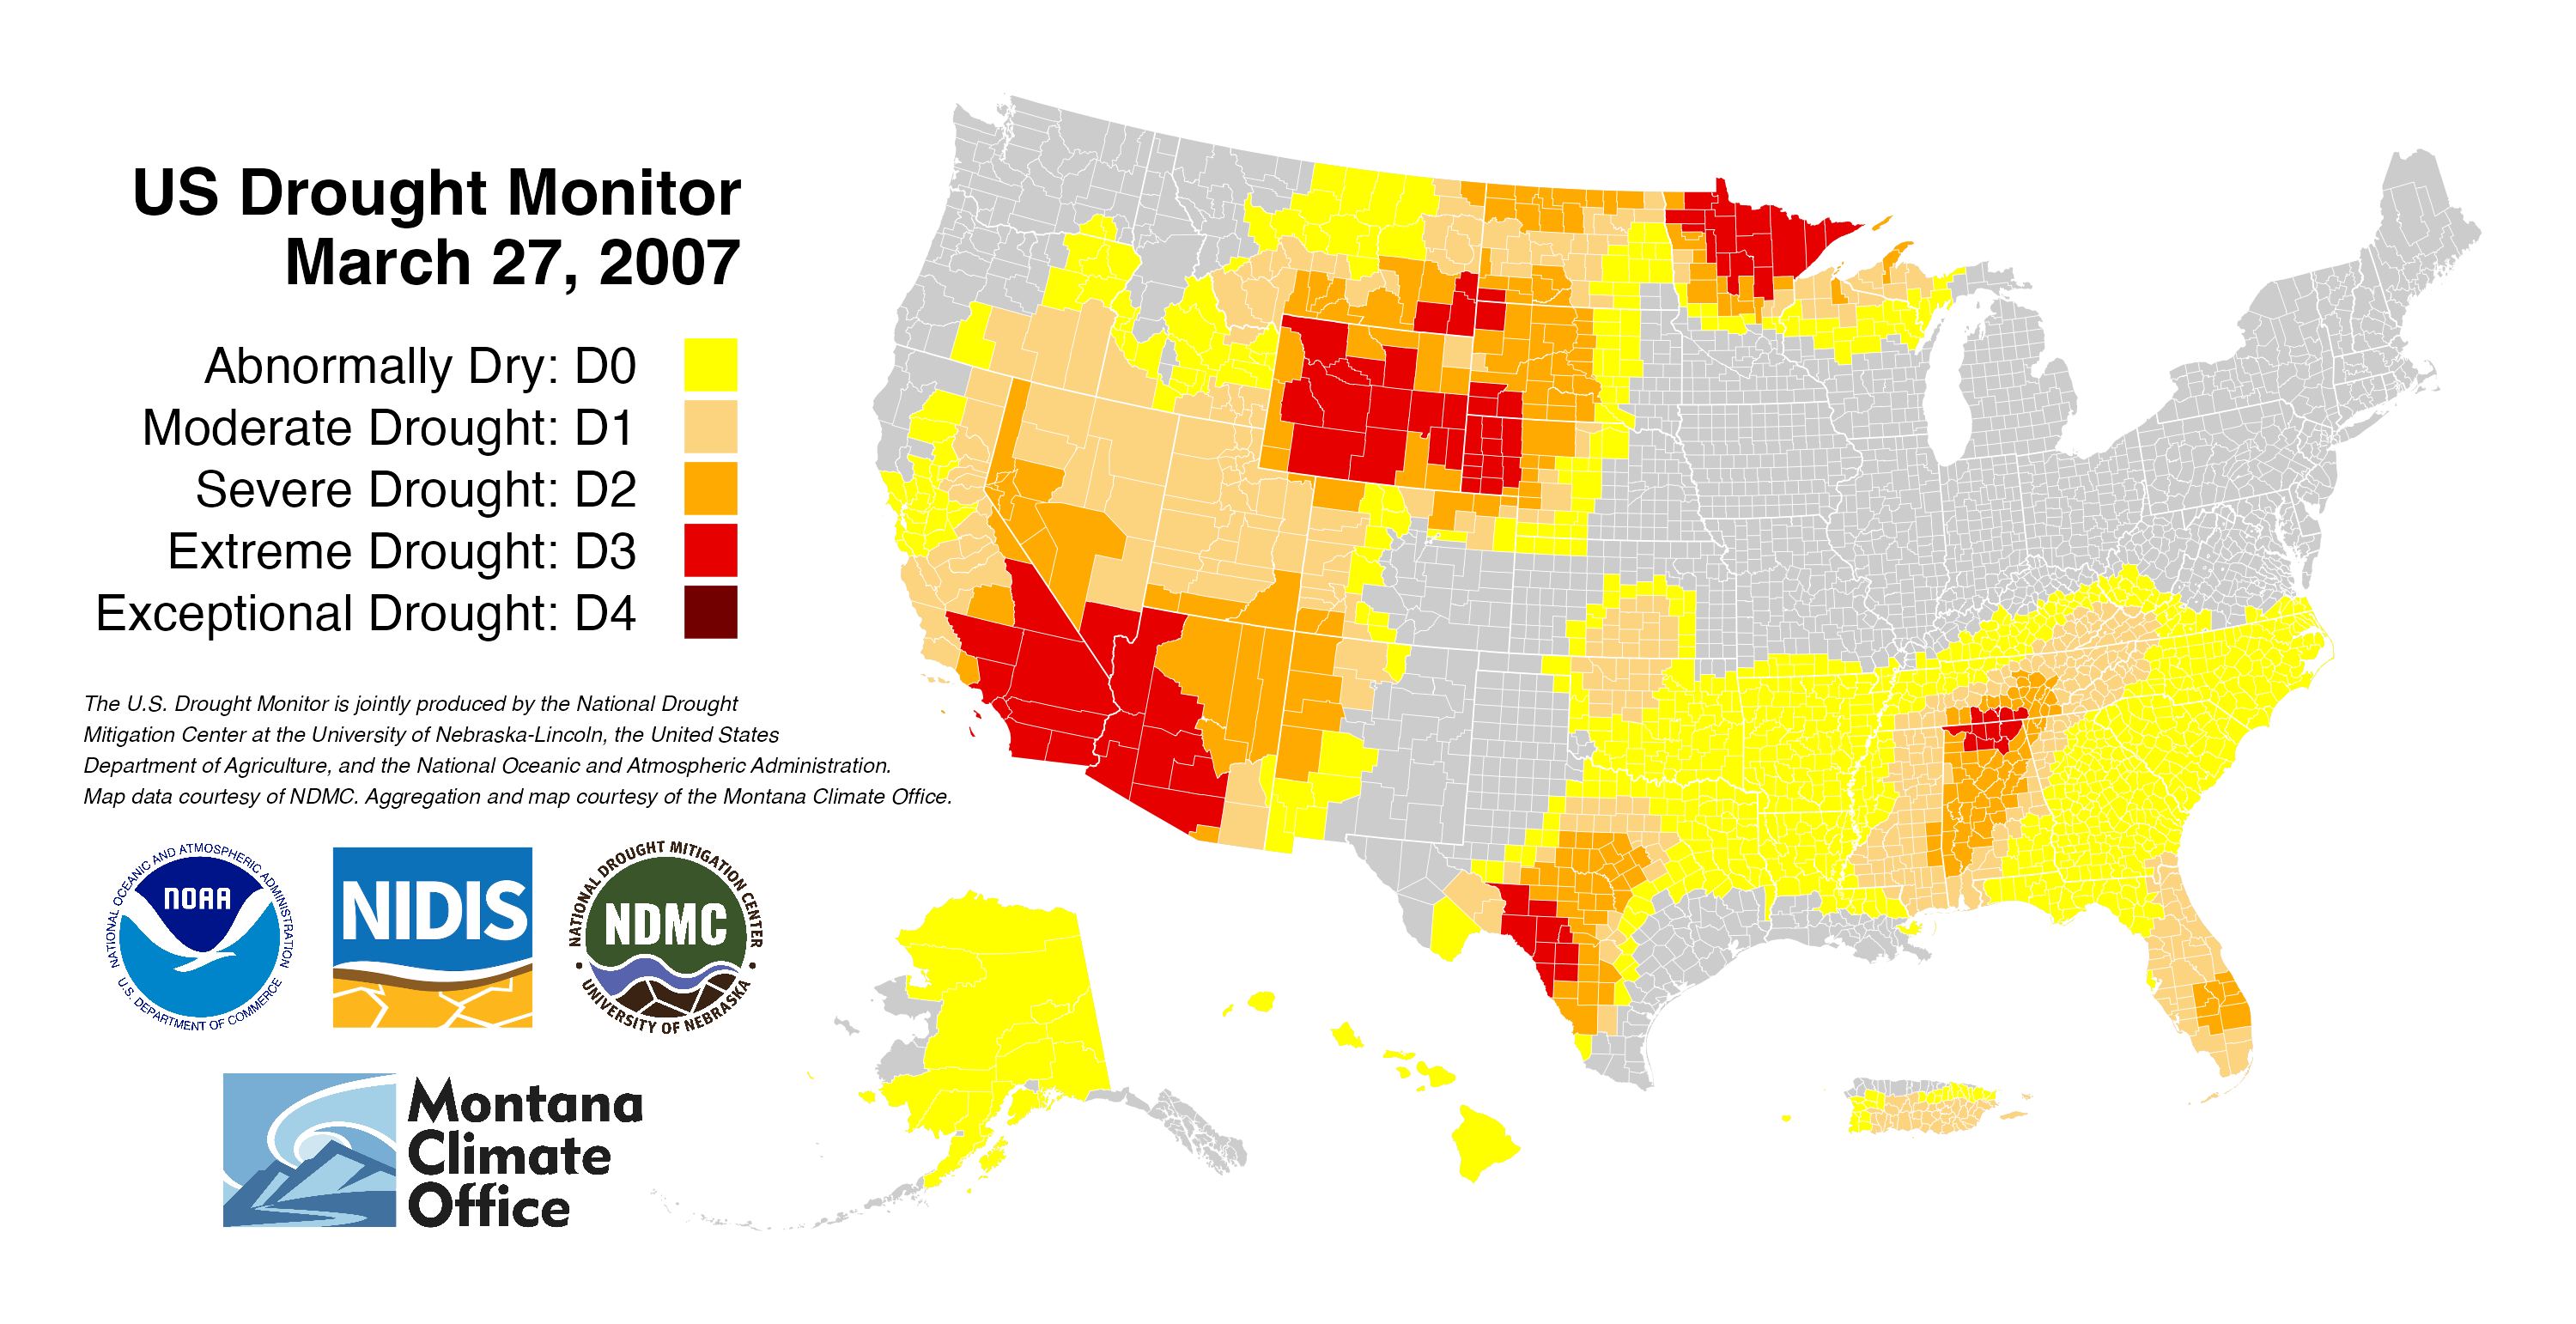 US Drought Monitor
March 27, 2007
Abnormally Dry: D0
Moderate Drought: D1
Severe Drought: D2
Extreme Drought: D3
Exceptional Drought: D4
The U.S. Drought Monitor is jointly produced by the National Drought
Mitigation Center at the University of Nebraska-Lincoln, the United States
Department of Agriculture, and the National Oceanic and Atmospheric Administration.
Map data courtesy of NDMC. Aggregation and map courtesy of the Montana Climate Office.
NATIONAL OCEANIC AND ATMOSPHERIC ADMINISTRATION
NOAA
U.S. DEPARTMENT OF COMMERCE
NIDIS
NATIONAL DROUGHT MITIGATION CENTER
NDMC
UNIVERSITY OF NEBRASKA
Montana
Climate
Office